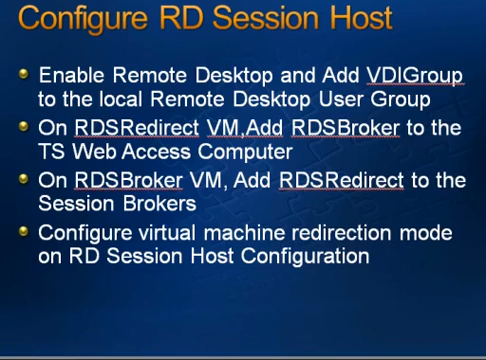 Configure RD Session Host
Enable Remote Desktop and Add VDIGroup
to the local Remote Desktop User Group
On RDSRedirect VM,Add RDSBroker to the
TS Web Access Computer
On RDSBroker VM, Add RDSRedirect to the
Session Brokers
Configure virtual machine redirection mode
on RD Session Host Configuration